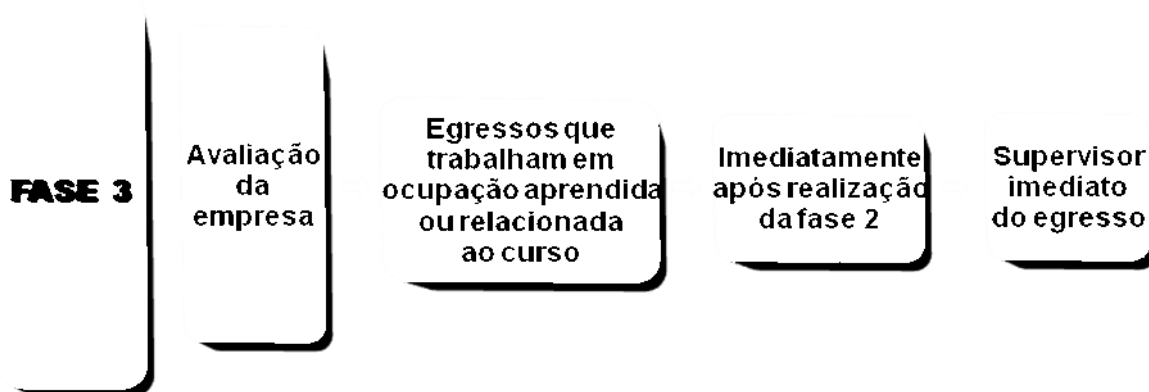 FASE 3
Avaliação
da
empresa
Egressos que
trabalham em
ocupação aprendida
ou relacionada
ao curso
Imediatamente
após realização
da fase 2
Supervisor
imediato
do egresso